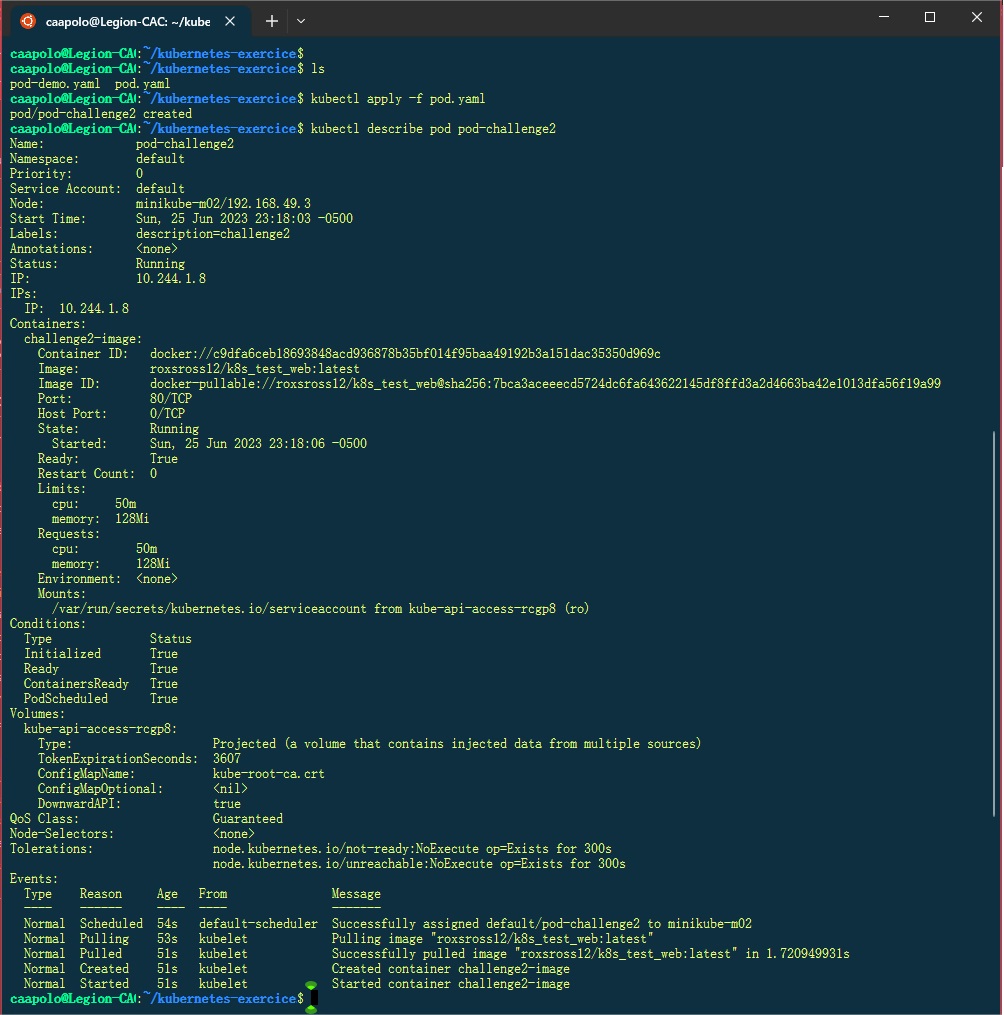 caapolo@Legion-CAC: ~/kube
caapolo@Legion-CAC:~/kubernetes-exercice$
caapolo@Legion-CAC:~/kubernetes-exercice$ ls
pod-demo.yaml  pod.yaml
caapolo@Legion-CAC:~/kubernetes-exercice$ kubectl apply -f pod.yaml
pod/pod-challenge2 created
caapolo@Legion-CAC:~/kubernetes-exercice$ kubectl describe pod pod-challenge2
Name:             pod-challenge2
Namespace:        default
Priority:         0
Service Account:  default
Node:             minikube-m02/192.168.49.3
Start Time:       Sun, 25 Jun 2023 23:18:03 -0500
Labels:           description=challenge2
Annotations:      <none>
Status:           Running
IP:               10.244.1.8
IPs:
  IP:  10.244.1.8
Containers:
  challenge2-image:
    Container ID:   docker://c9dfa6ceb18693848acd936878b35bf014f95baa49192b3a151dac35350d969c
    Image:          roxsross12/k8s_test_web:latest
    Image ID:       docker-pullable://roxsross12/k8s_test_web@sha256:7bca3aceeecd5724dc6fa643622145df8ffd3a2d4663ba42e1013dfa56f19a99
    Port:           80/TCP
    Host Port:      0/TCP
    State:          Running
      Started:      Sun, 25 Jun 2023 23:18:06 -0500
    Ready:          True
    Restart Count:  0
    Limits:
      cpu:     50m
      memory:  128Mi
    Requests:
      cpu:        50m
      memory:     128Mi
    Environment:  <none>
    Mounts:
      /var/run/secrets/kubernetes.io/serviceaccount from kube-api-access-rcgp8 (ro)
Conditions:
  Type              Status
  Initialized       True
  Ready             True
  ContainersReady   True
  PodScheduled      True
Volumes:
  kube-api-access-rcgp8:
    Type:                    Projected (a volume that contains injected data from multiple sources)
    TokenExpirationSeconds:  3607
    ConfigMapName:           kube-root-ca.crt
    ConfigMapOptional:       <nil>
    DownwardAPI:             true
QoS Class:                   Guaranteed
Node-Selectors:              <none>
Tolerations:                 node.kubernetes.io/not-ready:NoExecute op=Exists for 300s
                             node.kubernetes.io/unreachable:NoExecute op=Exists for 300s
Events:
  Type    Reason     Age   From               Message
  ----    ------     ----  ----               -------
  Normal  Scheduled  54s   default-scheduler  Successfully assigned default/pod-challenge2 to minikube-m02
  Normal  Pulling    53s   kubelet            Pulling image "roxsross12/k8s_test_web:latest"
  Normal  Pulled     51s   kubelet            Successfully pulled image "roxsross12/k8s_test_web:latest" in 1.720949931s
  Normal  Created    51s   kubelet            Created container challenge2-image
  Normal  Started    51s   kubelet            Started container challenge2-image
caapolo@Legion-CAC:~/kubernetes-exercice$